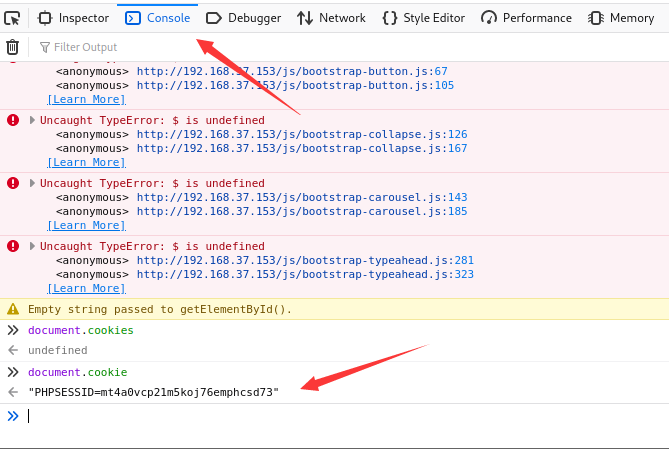 Inspector Console Debugger Network Style Editor Performance Memory
Filter Output
<anonymous> http://192.168.37.153/js/bootstrap-button.js:67
<anonymous> http://192.168.37.153/js/bootstrap-button.js:105
[Learn More]
Uncaught TypeError: $ is undefined
<anonymous> http://192.168.37.153/js/bootstrap-collapse.js:126
<anonymous> http://192.168.37.153/js/bootstrap-collapse.js:167
[Learn More]
Uncaught TypeError: $ is undefined
<anonymous> http://192.168.37.153/js/bootstrap-carousel.js:143
<anonymous> http://192.168.37.153/js/bootstrap-carousel.js:185
[Learn More]
Uncaught TypeError: $ is undefined
<anonymous> http://192.168.37.153/js/bootstrap-typeahead.js:281
<anonymous> http://192.168.37.153/js/bootstrap-typeahead.js:323
[Learn More]
Empty string passed to getElementById().
document.cookies
undefined
document.cookie
"PHPSESSID=mt4a0vcp21m5koj76emphcsd73"